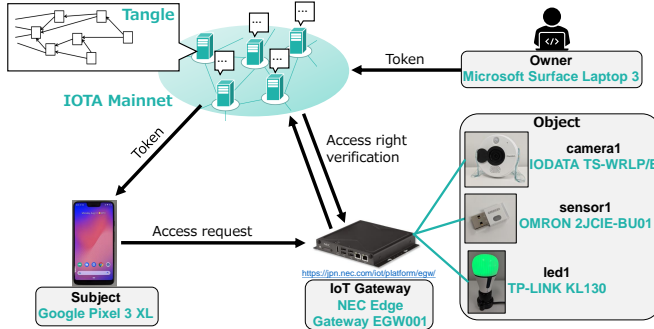 Tangle
...
...
...
...
...
IOTA Mainnet
Token
Owner
Microsoft Surface Laptop 3
Token
Access right
verification
Object
camera1
IODATA TS-WRLP/E
sensor1
OMRON 2JCIE-BU01
led1
TP-LINK KL130
Access request
https://jpn.nec.com/iot/platform/egw/
Subject
Google Pixel 3 XL
IoT Gateway
NEC Edge
Gateway EGW001